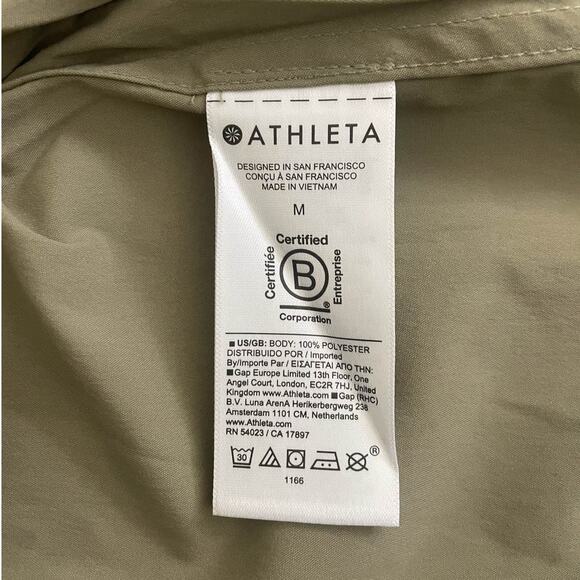 ATHLETA
DESIGNED IN SAN FRANCISCO
CONÇU À SAN FRANCISCO
MADE IN VIETNAM
M
Certified
Certifiée
B
Entreprise
®
Corporation
■ US/GB: BODY: 100% POLYESTER
DISTRIBUIDO POR / Imported
By/Importe Par / ΕΙΣΑΓΕΤΑΙ ΑΠΟ ΤΗΝ:
■ Gap Europe Limited 13th Floor, One
Angel Court, London, EC2R 7HJ, United
Kingdom www.Athleta.com ■ Gap (RHC)
B.V. Luna ArenA Herikerbergweg 238
Amsterdam 1101 CM, Netherlands
www.Athleta.com
RN 54023 / CA 17897
30 ®
1166